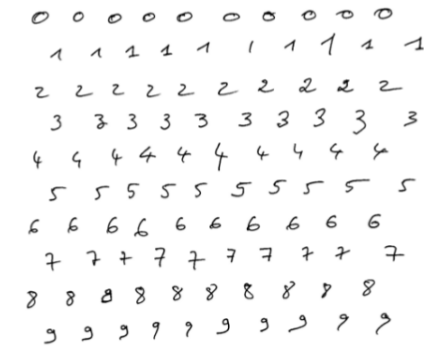 0 0 0 0 0 0 0 0 0 0
1 1 1 1 1 1 1 1 1 1
2 2 2 2 2 2 2 2 2 2
3 3 3 3 3 3 3 3 3 3
4 4 4 4 4 4 4 4 4 4
5 5 5 5 5 5 5 5 5 5
6 6 6 6 6 6 6 6 6 6
7 7 7 7 7 7 7 7 7 7
8 8 8 8 8 8 8 8 8 8
9 9 9 9 9 9 9 9 9 9